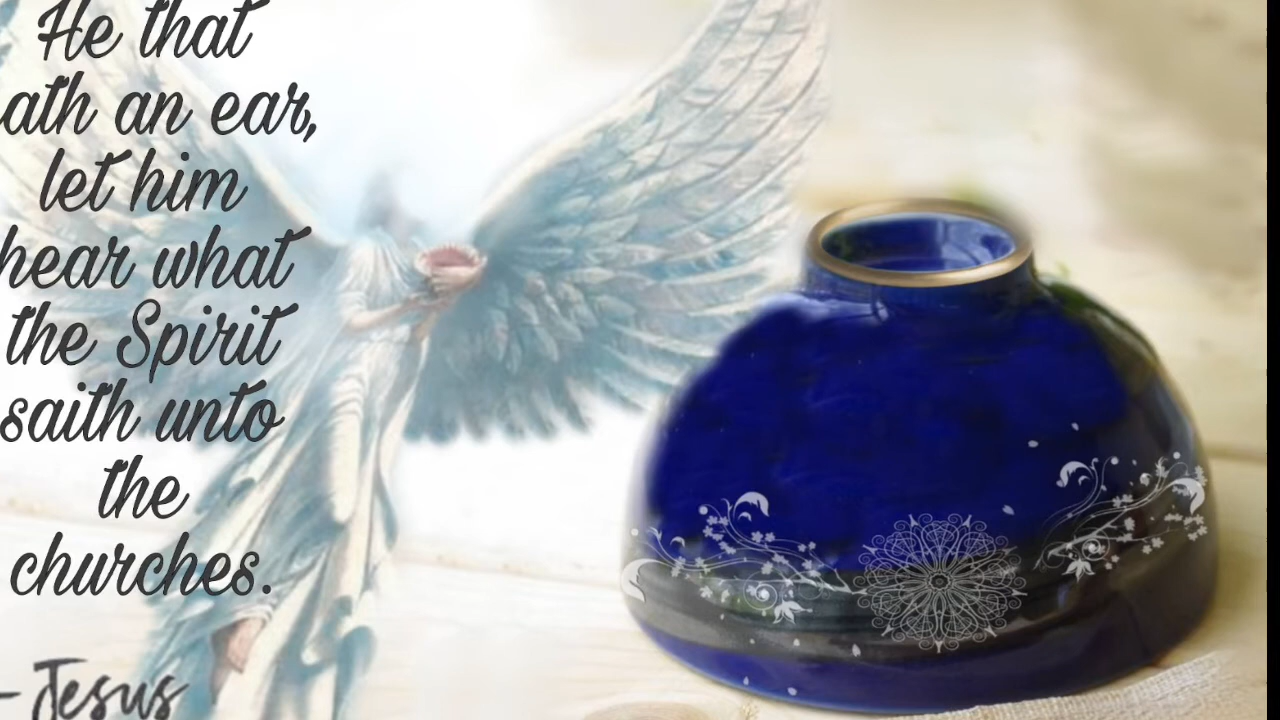 He that
ath an ear,
let him
hear what
the Spirit
saith unto
the
churches.
- Jesus